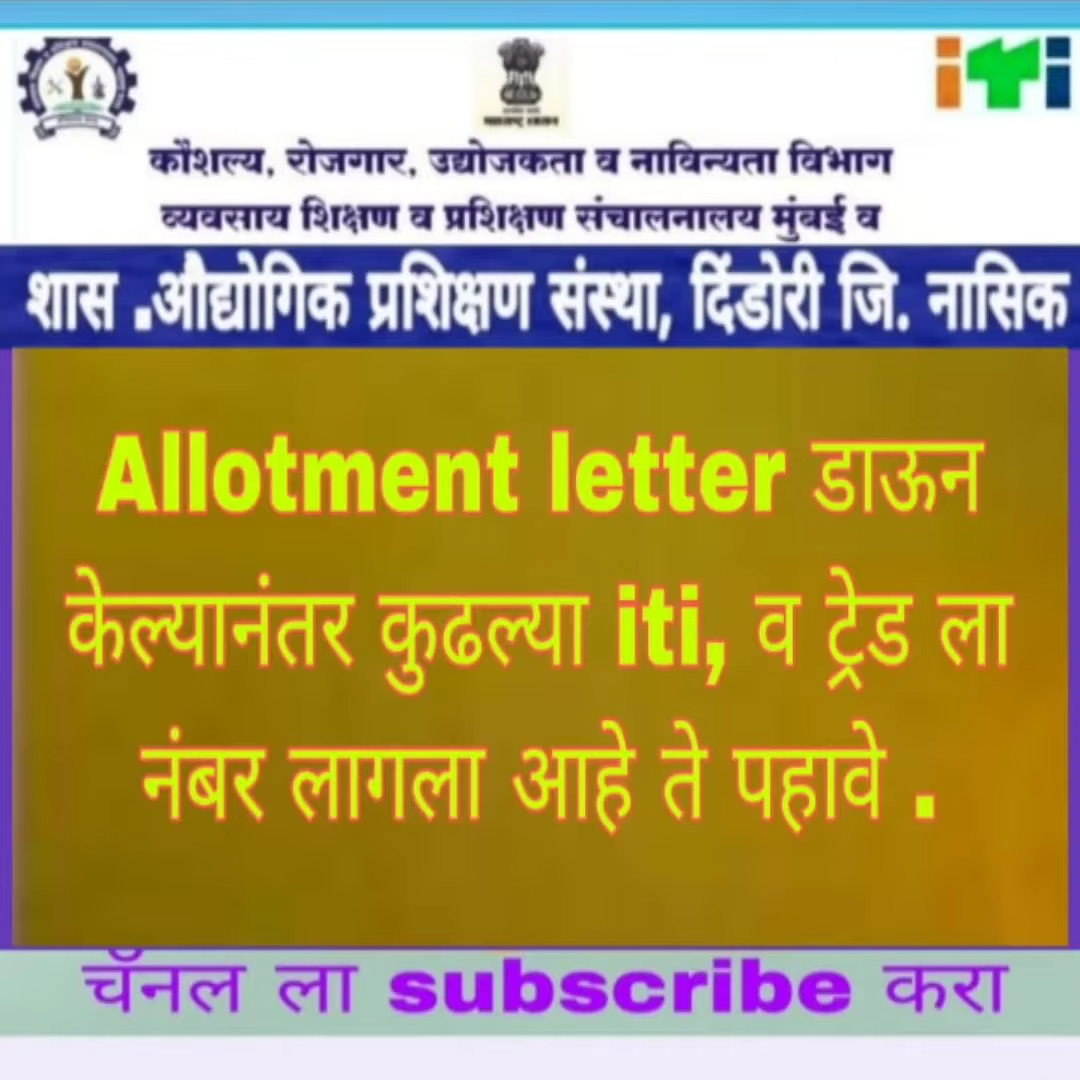 iTi
कौशल्य, रोजगार, उद्योजकता व नाविन्यता विभाग
व्यवसाय शिक्षण व प्रशिक्षण संचालनालय मुंबई व
शास .औद्योगिक प्रशिक्षण संस्था, दिंडोरी जि. नासिक
Allotment letter डाऊन
केल्यानंतर कुढल्या iti, व ट्रेड ला
नंबर लागला आहे ते पहावे .
चॅनल ला subscribe करा